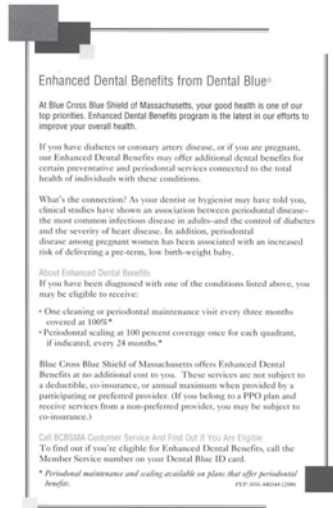 Enhanced Dental Benefits from Dental Blue®
At Blue Cross Blue Shield of Massachusetts, your good health is one of our
top priorities. Enhanced Dental Benefits program is the latest in our efforts to
improve your overall health.
If you have diabetes or coronary artery disease, or if you are pregnant,
our Enhanced Dental Benefits may offer additional dental benefits for
certain preventative and periodontal services connected to the total
health of individuals with these conditions.
What's the connection? As your dentist or hygienist may have told you,
clinical studies have shown an association between periodontal disease–
the most common infectious disease in adults–and the control of diabetes
and the severity of heart disease. In addition, periodontal
disease among pregnant women has been associated with an increased
risk of delivering a pre-term, low birth-weight baby.
About Enhanced Dental Benefits
If you have been diagnosed with one of the conditions listed above, you
may be eligible to receive:
• One cleaning or periodontal maintenance visit every three months
covered at 100%*
• Periodontal scaling at 100 percent coverage once for each quadrant,
if indicated, every 24 months.*
Blue Cross Blue Shield of Massachusetts offers Enhanced Dental
Benefits at no additional cost to you. These services are not subject to
a deductible, co-insurance, or annual maximum when provided by a
participating or preferred provider. (If you belong to a PPO plan and
receive services from a non-preferred provider, you may be subject to
co-insurance.)
Call BCBSMA Customer Service And Find Out If You Are Eligible
To find out if you're eligible for Enhanced Dental Benefits, call the
Member Service number on your Dental Blue ID card.
* Periodontal maintenance and scaling available on plans that offer periodontal
benefits.